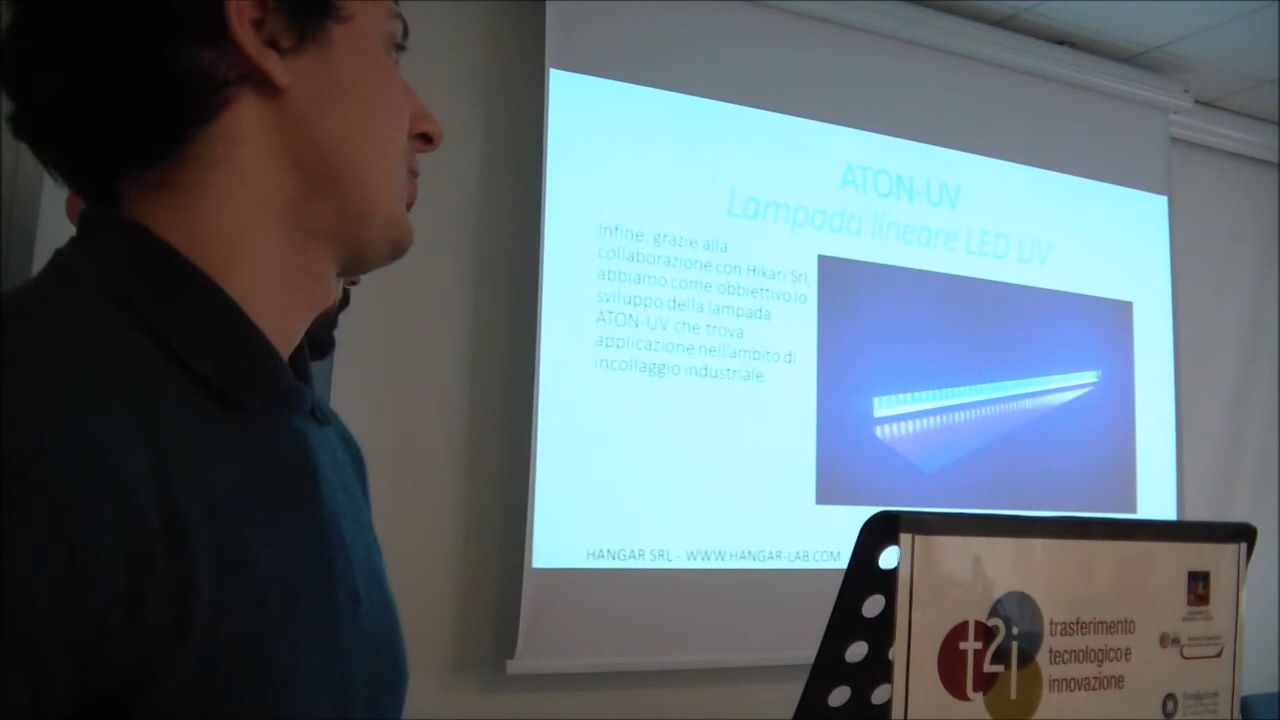 ATON-UV
Lampada lineare LED UV
Infine, grazie alla
collaborazione con Hikari Srl,
abbiamo come obbiettivo lo
sviluppo della lampada
ATON-UV che trova
applicazione nell'ambito di
incollaggio industriale.
HANGAR SRL - WWW.HANGAR-LAB.COM
t2i
trasferimento
tecnologico e
innovazione